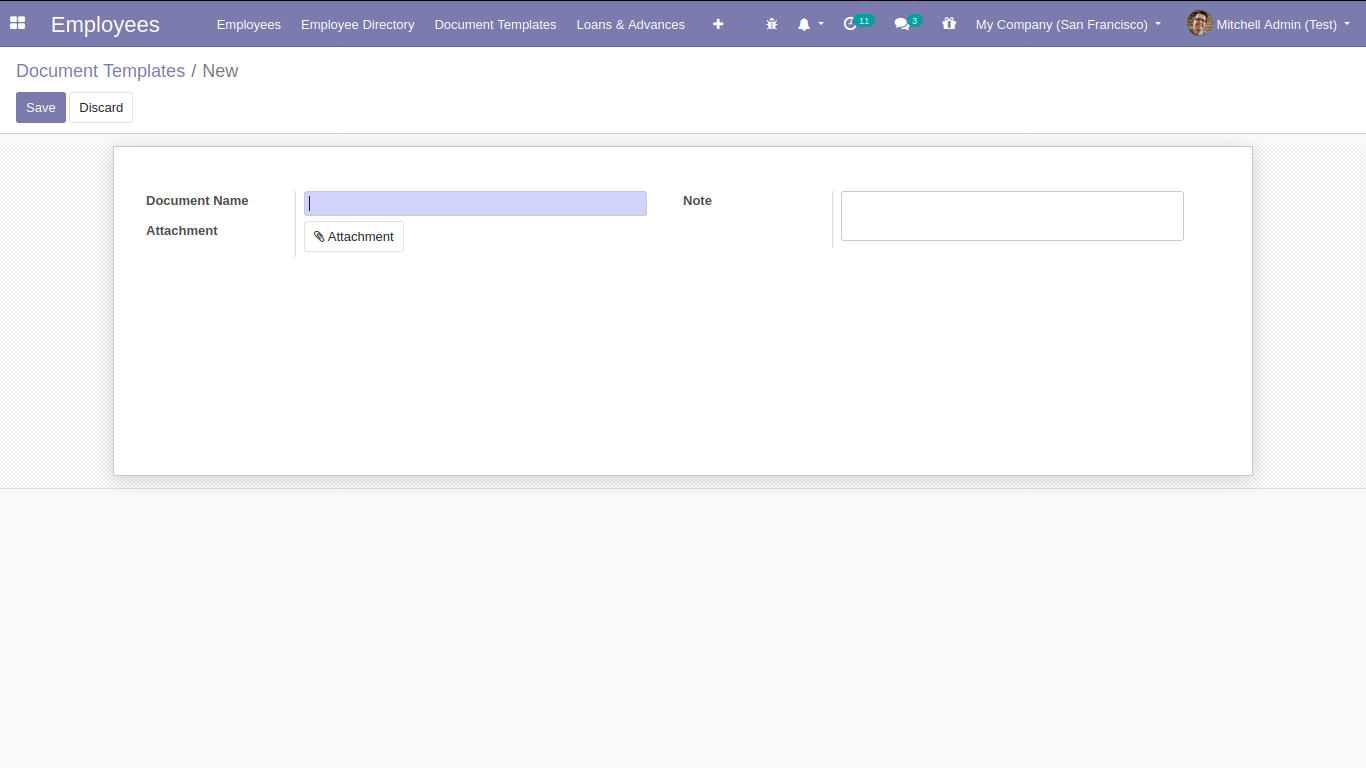 Employees Employees Employee Directory Document Templates Loans & Advances 11 3 My Company (San Francisco) Mitchell Admin (Test)
Document Templates / New
Save Discard
Document Name Note
Attachment Attachment